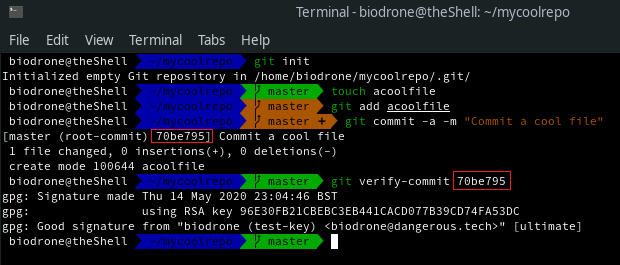 Terminal - biodrone@theShell: ~/mycoolrepo
File Edit View Terminal Tabs Help
biodrone@theShell ~/mycoolrepo git init
Initialized empty Git repository in /home/biodrone/mycoolrepo/.git/
biodrone@theShell ~/mycoolrepo master touch acoolfile
biodrone@theShell ~/mycoolrepo master git add acoolfile
biodrone@theShell ~/mycoolrepo master + git commit -a -m "Commit a cool file"
[master (root-commit) 70be795] Commit a cool file
1 file changed, 0 insertions(+), 0 deletions(-)
create mode 100644 acoolfile
biodrone@theShell ~/mycoolrepo master git verify-commit 70be795
gpg: Signature made Thu 14 May 2020 23:04:46 BST
gpg: using RSA key 96E30FB21CBEBC3EB441CACD077B39CD74FA53DC
gpg: Good signature from "biodrone (test-key) <biodrone@dangerous.tech>" [ultimate]
biodrone@theShell ~/mycoolrepo master